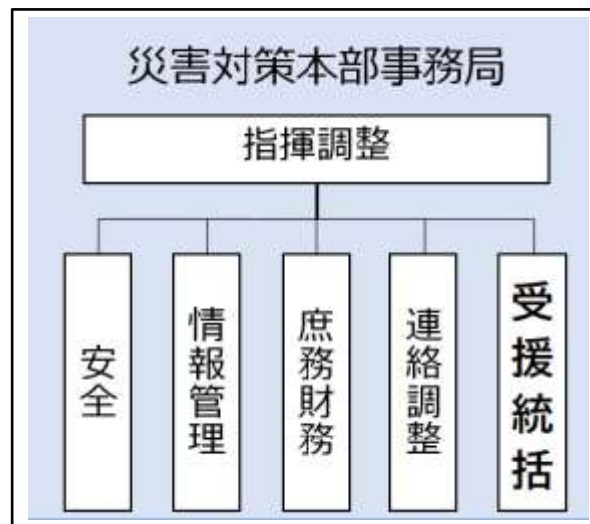 災害対策本部事務局
指揮調整
安全
情報管理
庶務財務
連絡調整
受援統括